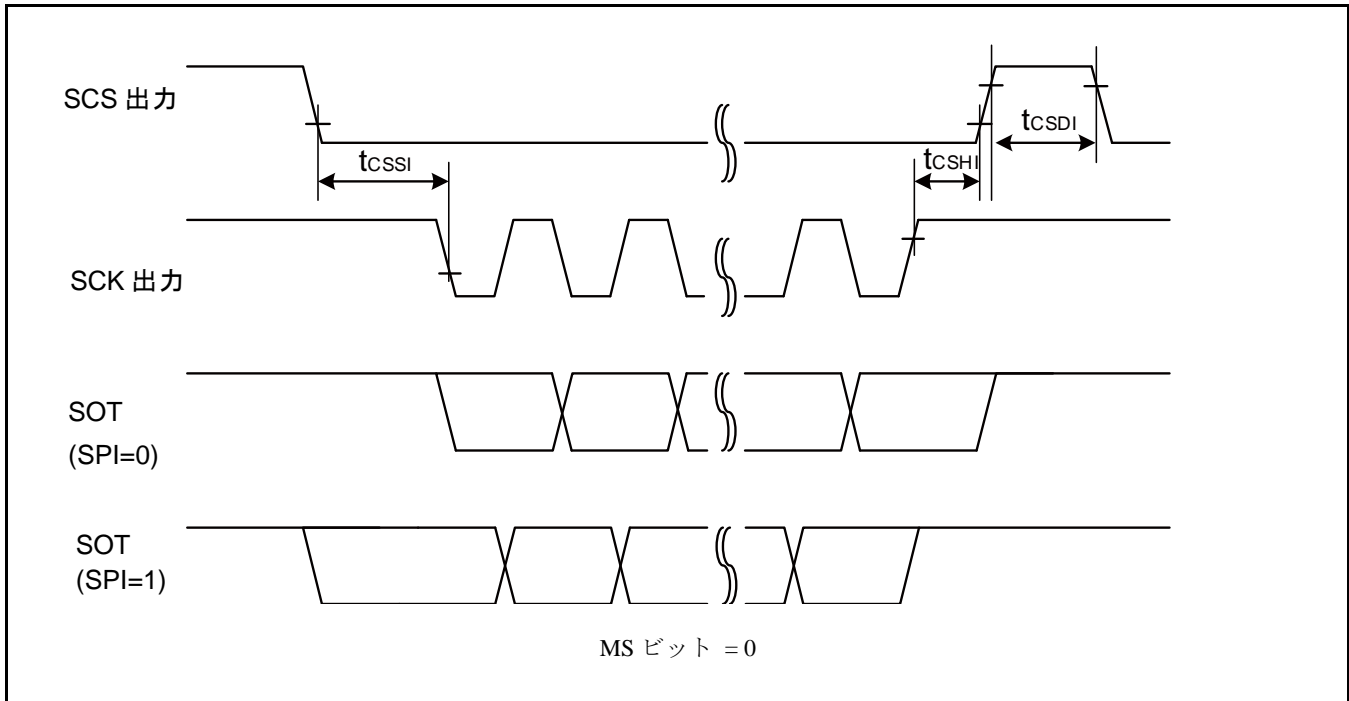 SCS 出力
tCSSI
tCSHI
tCSDI
SCK 出力
SOT
(SPI=0)
SOT
(SPI=1)
MS ビット = 0